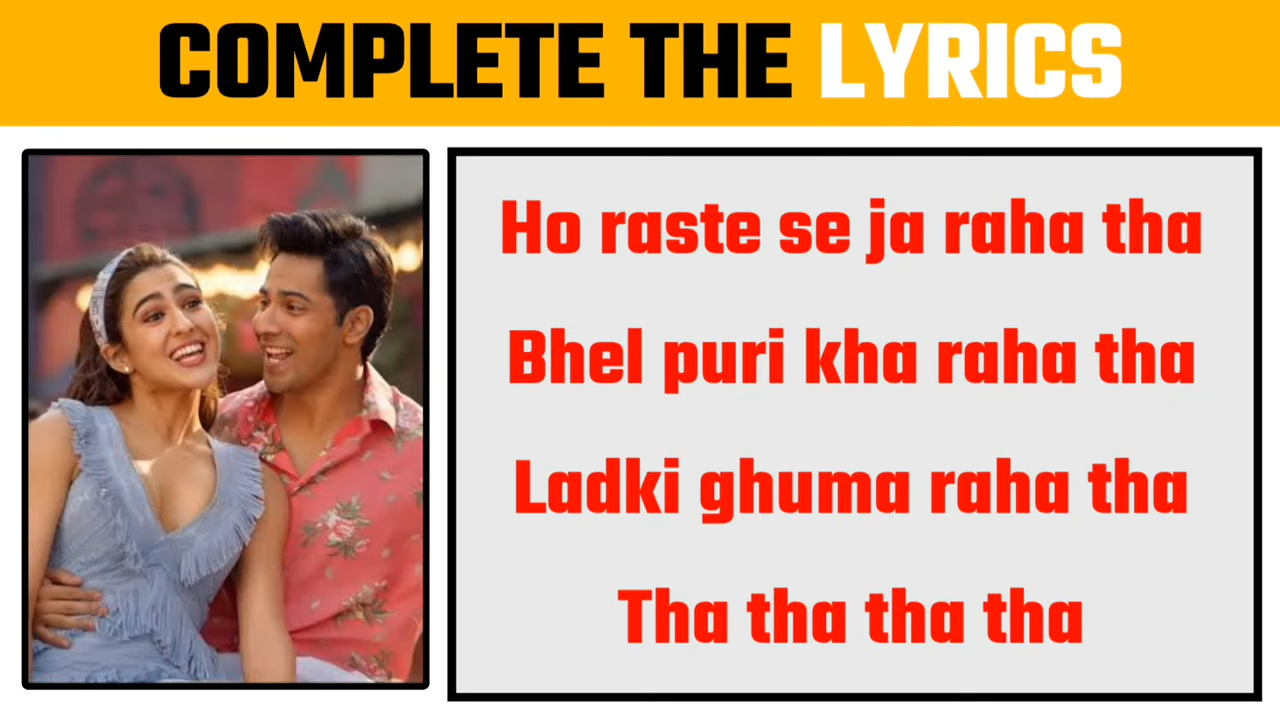 COMPLETE THE LYRICS
Ho raste se ja raha tha
Bhel puri kha raha tha
Ladki ghuma raha tha
Tha tha tha tha